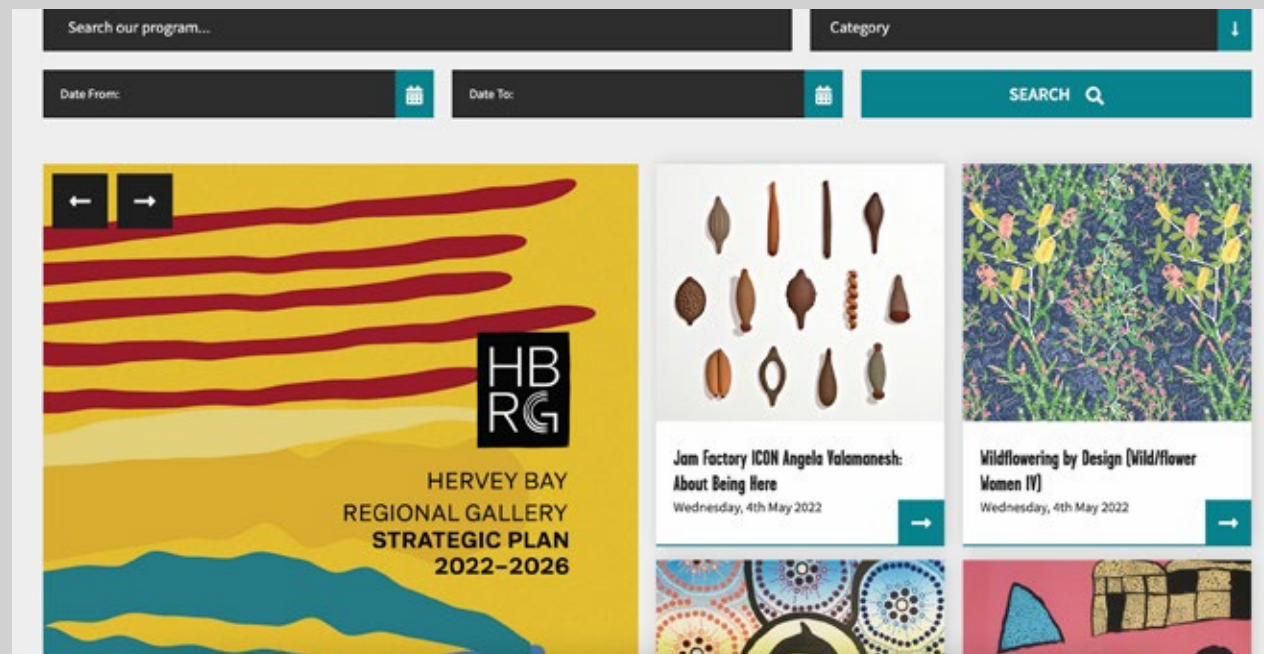 Search our program...
Category
Date From:
Date To:
SEARCH
HB
RG
HERVEY BAY
REGIONAL GALLERY
STRATEGIC PLAN
2022–2026
Jam Factory ICON Angela Valamanesh:
About Being Here
Wednesday, 4th May 2022
Wildflowering by Design (Wild/flower
Women IV)
Wednesday, 4th May 2022